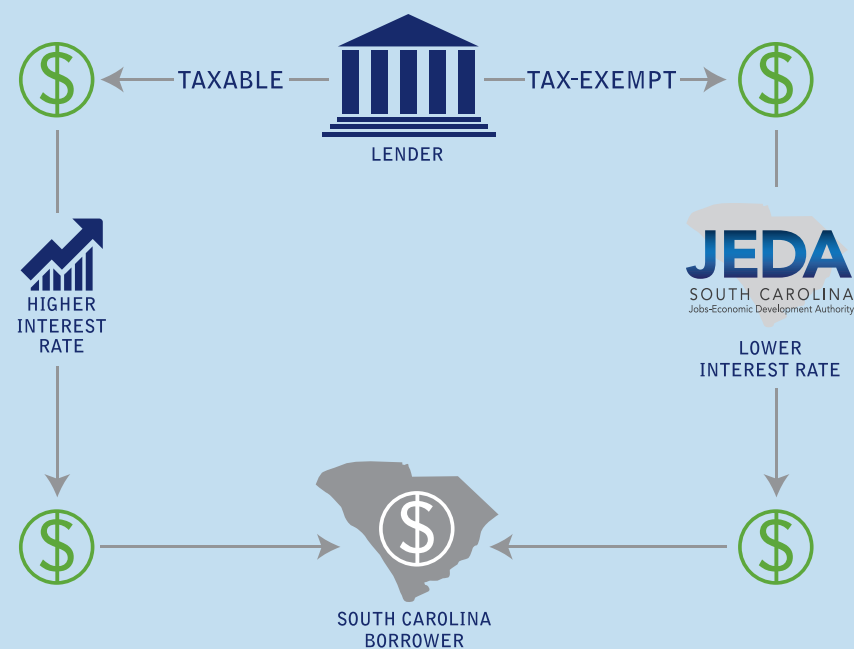 TAXABLE
TAX-EXEMPT
LENDER
HIGHER
INTEREST
RATE
JEDA
SOUTH CAROLINA
Jobs-Economic Development Authority
LOWER
INTEREST RATE
SOUTH CAROLINA
BORROWER